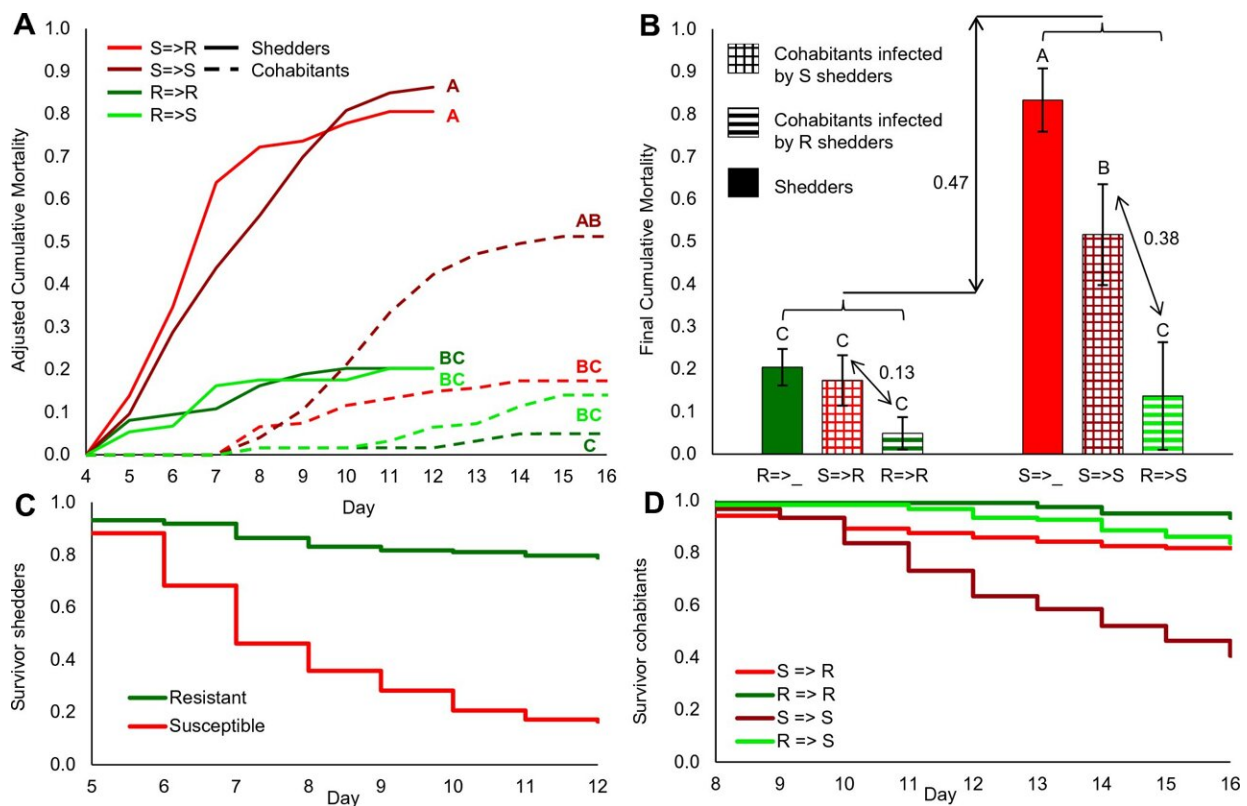 A
Adjusted Cumulative Mortality
1.0
0.9
0.8
0.7
0.6
0.5
0.4
0.3
0.2
0.1
0.0
S=>R
S=>S
R=>R
R=>S
Shedders
Cohabitants
A
A
AB
BC
BC
BC
BC
C
4 5 6 7 8 9 10 11 12 13 14 15 16
Day
B
Final Cumulative Mortality
1.0
0.9
0.8
0.7
0.6
0.5
0.4
0.3
0.2
0.1
0.0
Cohabitants infected
by S shedders
Cohabitants infected
by R shedders
Shedders
0.47
A
B
0.38
C
C
C
0.13
C
R=>_ S=>R R=>R S=>_ S=>S R=>S
C
Survivor shedders
1.0
0.8
0.6
0.4
0.2
0.0
Resistant
Susceptible
5 6 7 8 9 10 11 12
Day
D
Survivor cohabitants
1.0
0.8
0.6
0.4
0.2
0.0
S => R
R => R
S => S
R => S
8 9 10 11 12 13 14 15 16
Day